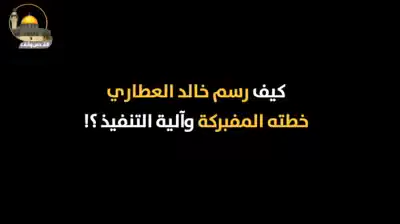 كيف رسم خالد العطاري
خطته المفبركة وآلية التنفيذ ؟!